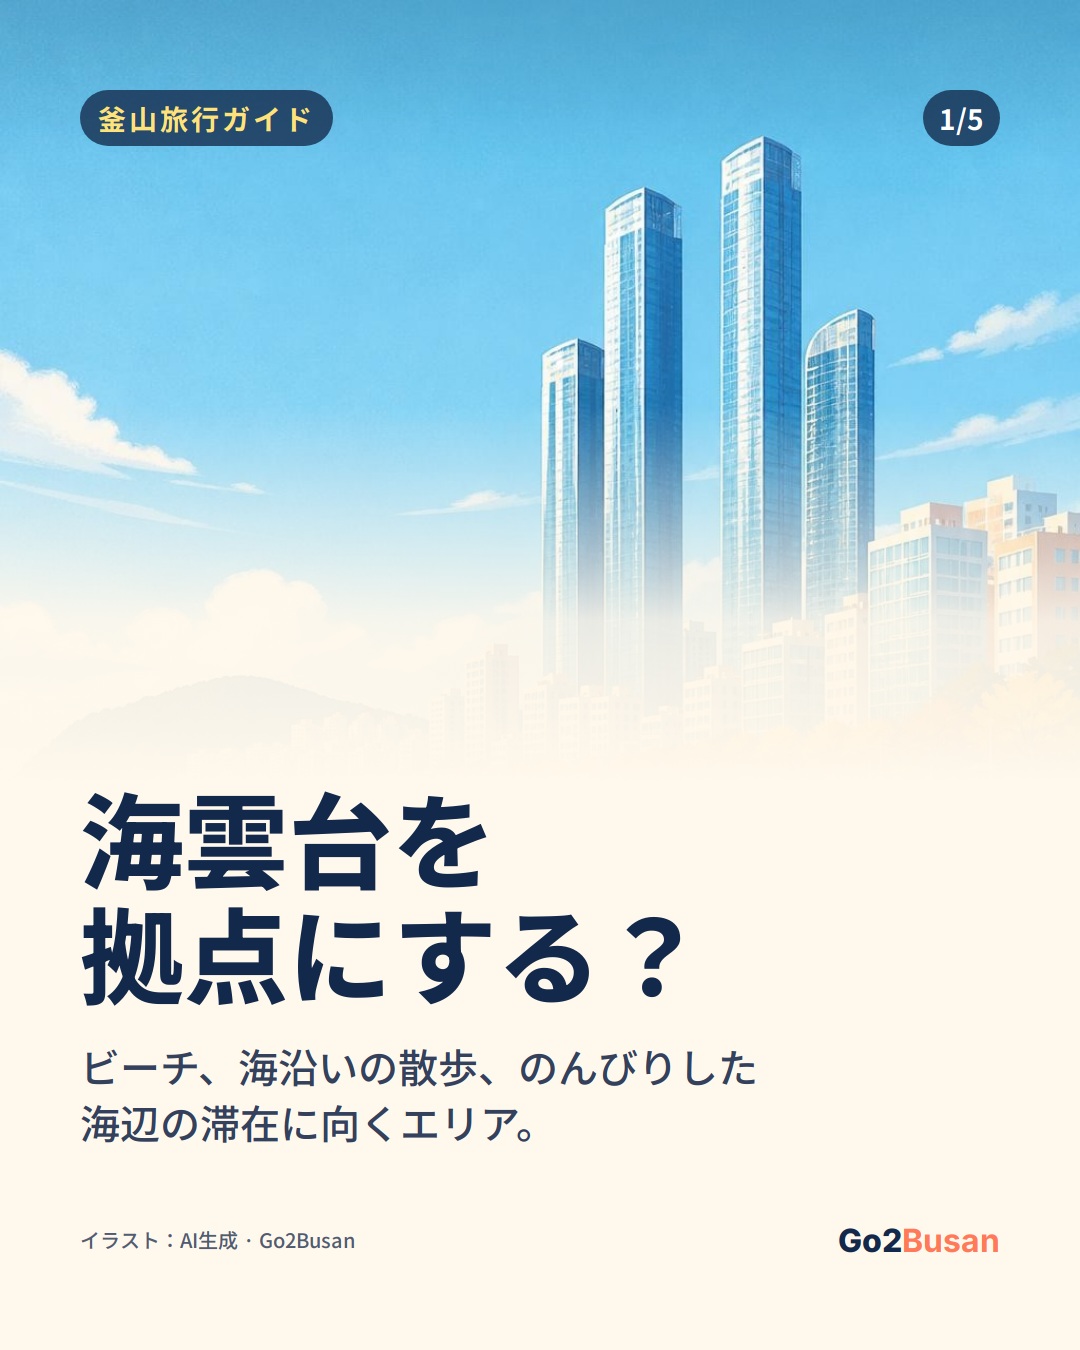 釜山旅行ガイド
1/5
海雲台を
拠点にする？
ビーチ、海沿いの散歩、のんびりした
海辺の滞在に向くエリア。
イラスト：AI生成 · Go2Busan
Go2Busan